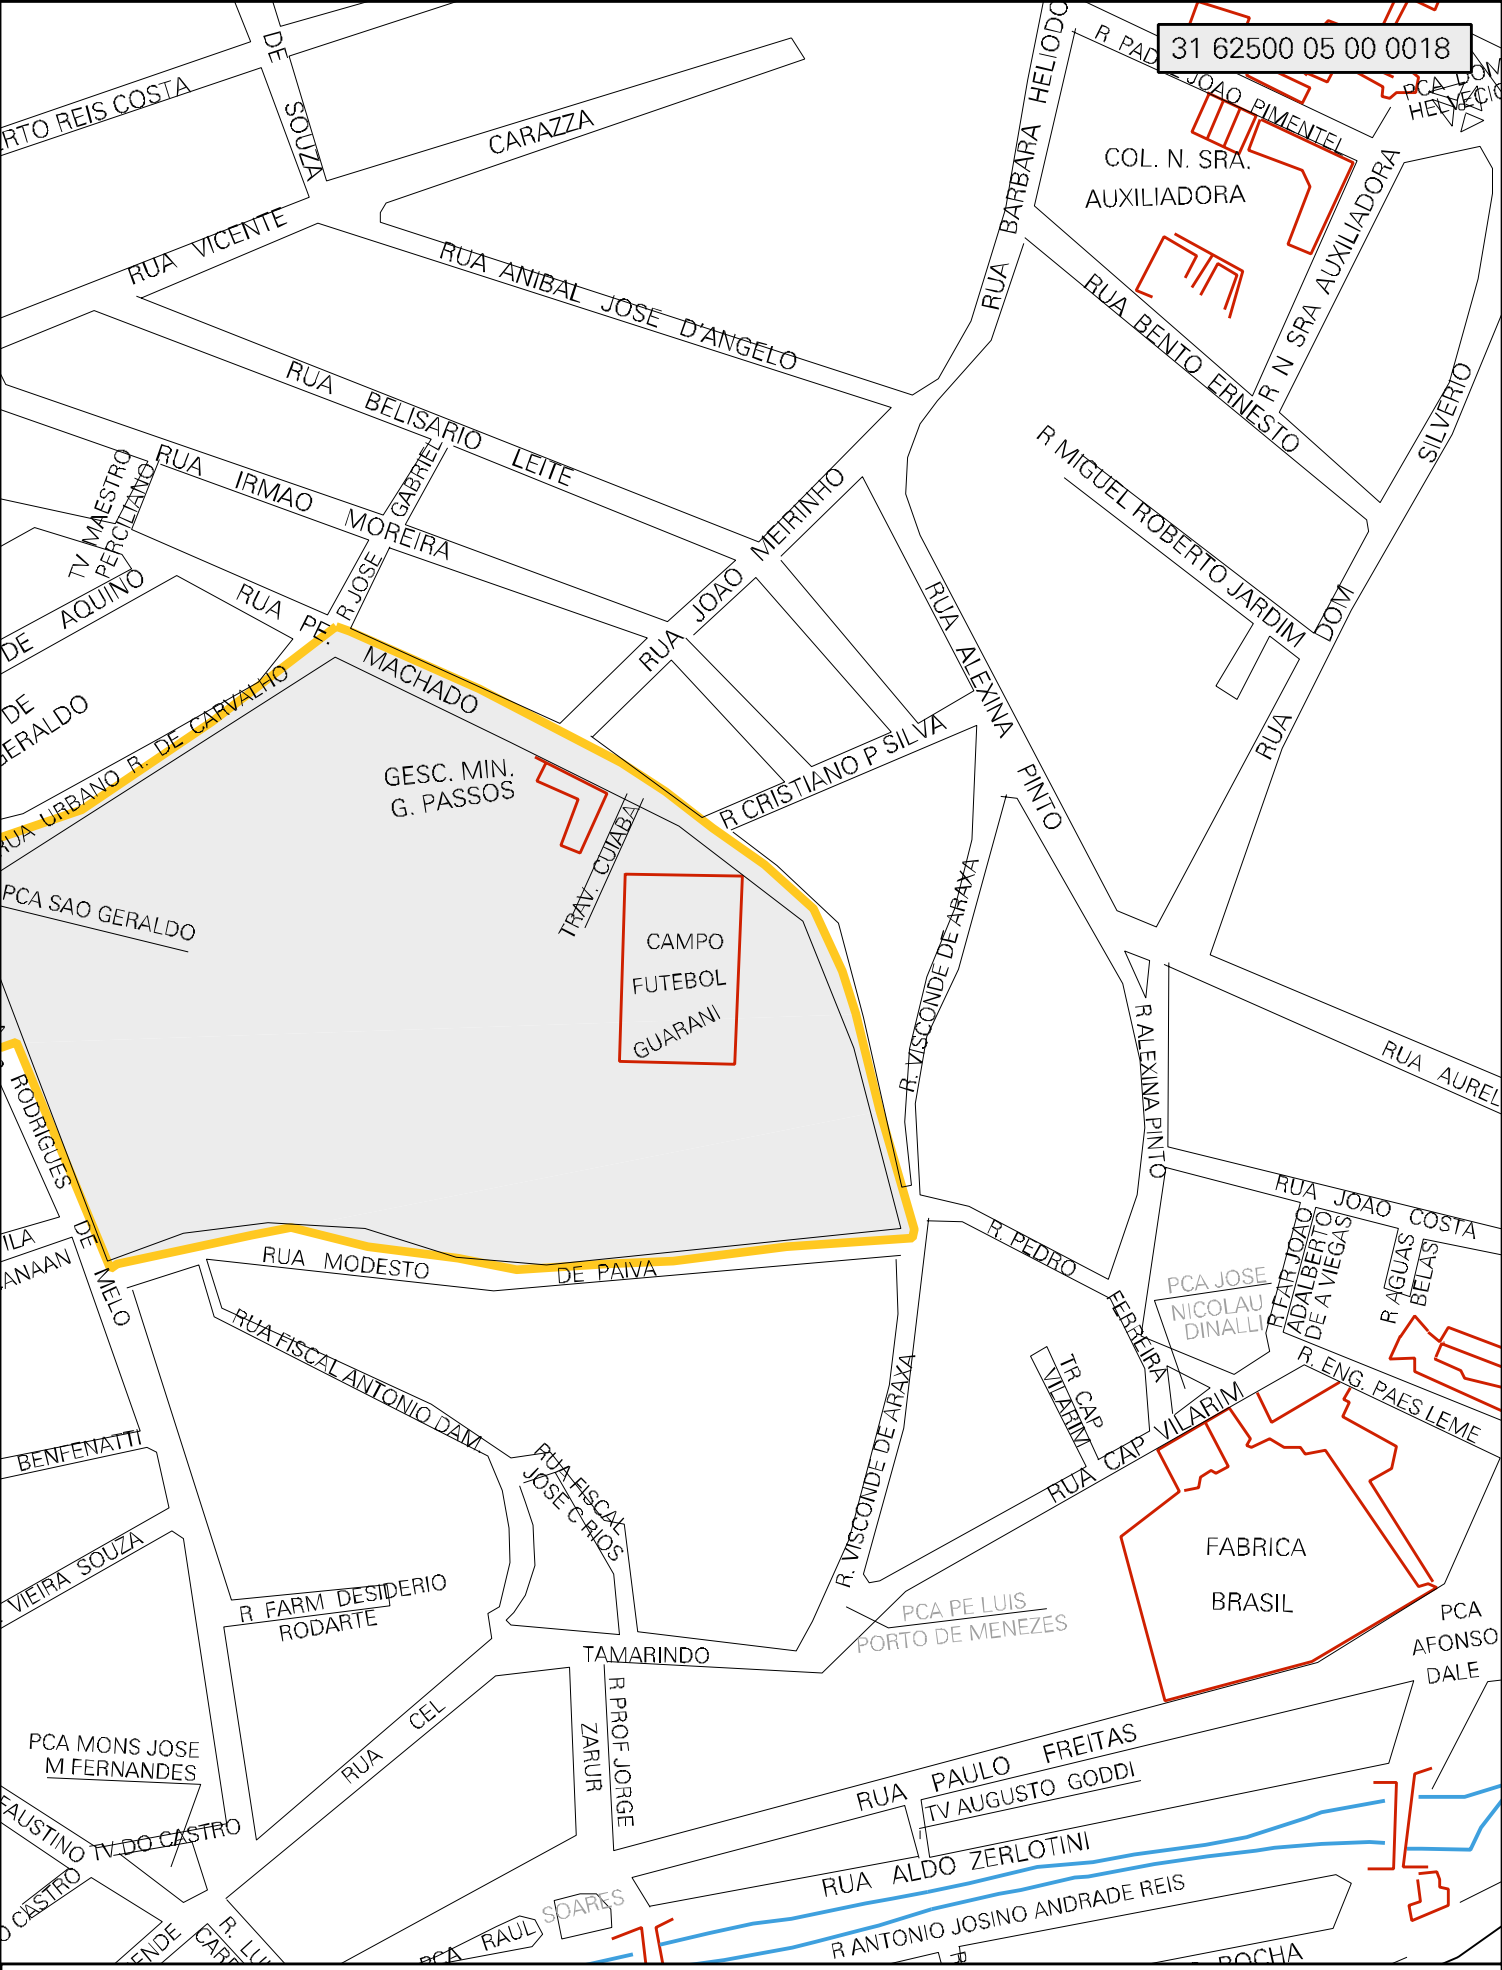 31 62500 05 00 0018
DE
SOUZA
RTO REIS COSTA
CARAZZA
RUA VICENTE
RUA ANIBAL JOSE D'ANGELO
RUA BARBARA HELIODO
R PADRE JOAO PIMENTEL
PCA DOM
HELVECIO
COL. N. SRA.
AUXILIADORA
R N SRA AUXILIADORA
RUA BENTO ERNESTO
RUA BELISARIO LEITE
RUA IRMAO MOREIRA
TV MAESTRO
PERCILIANO
R JOSE GABRIEL
RUA JOAO MEIRINHO
R MIGUEL ROBERTO JARDIM
RUA DOM SILVERIO
DE AQUINO
RUA PE. MACHADO
RUA ALEXINA PINTO
DE
GERALDO
RUA URBANO R. DE CARVALHO
GESC. MIN.
G. PASSOS
TRAV. CUIABA
R CRISTIANO P SILVA
PCA SAO GERALDO
CAMPO
FUTEBOL
GUARANI
R. VISCONDE DE ARAXA
R ALEXINA PINTO
RUA AUREL
RODRIGUES
DE MELO
ILA
ANAAN
RUA MODESTO DE PAIVA
R. PEDRO FERREIRA
RUA JOAO COSTA
PCA JOSE
NICOLAU
DINALLI
R FAR JOAO
ADALBERTO
DE A VIEGAS
R AGUAS
BELAS
RUA FISCAL ANTONIO DAM
R. VISCONDE DE ARAXA
TR CAP
VILARIM
R. ENG. PAES LEME
RUA CAP VILARIM
BENFENATTI
RUA FISCAL
JOSE C RIOS
FABRICA
BRASIL
VIEIRA SOUZA
R FARM DESIDERIO
RODARTE
PCA PE LUIS
PORTO DE MENEZES
PCA
AFONSO
DALE
RUA CEL TAMARINDO
R PROF JORGE
ZARUR
PCA MONS JOSE
M FERNANDES
RUA PAULO FREITAS
TV AUGUSTO GODDI
FAUSTINO
TV DO CASTRO
RUA ALDO ZERLOTINI
O CASTRO
SOARES
PCA RAUL
R ANTONIO JOSINO ANDRADE REIS
ENDE
R. LUI
ROCHA